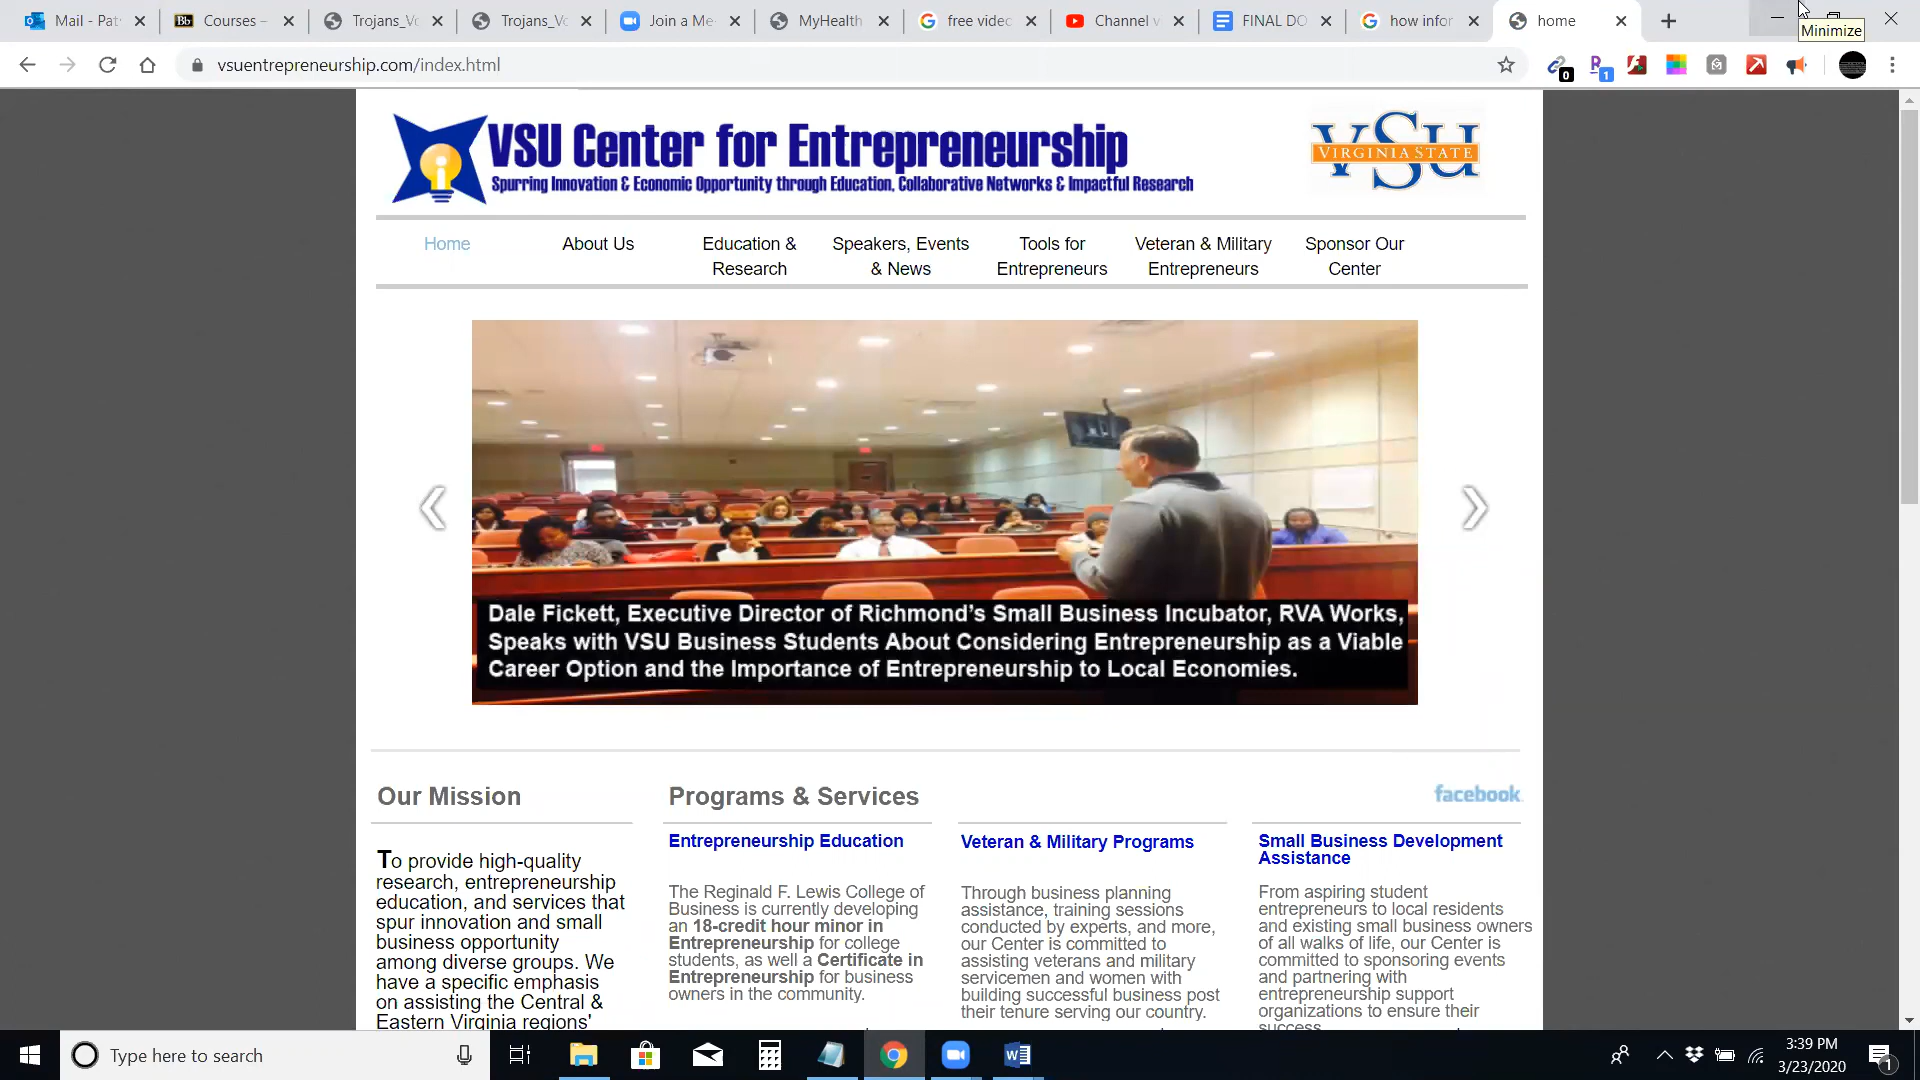 Mail - Pat
Courses –
Trojans_Vo
Trojans_Vo
Join a Me
MyHealth
free video
Channel v
FINAL DO
how infor
home
Minimize
vsuentrepreneurship.com/index.html
0
1
VSU Center for Entrepreneurship
Spurring Innovation & Economic Opportunity through Education, Collaborative Networks & Impactful Research
VSU
VIRGINIA STATE
Home
About Us
Education &
Research
Speakers, Events
& News
Tools for
Entrepreneurs
Veteran & Military
Entrepreneurs
Sponsor Our
Center
Dale Fickett, Executive Director of Richmond's Small Business Incubator, RVA Works,
Speaks with VSU Business Students About Considering Entrepreneurship as a Viable
Career Option and the Importance of Entrepreneurship to Local Economies.
Our Mission
To provide high-quality
research, entrepreneurship
education, and services that
spur innovation and small
business opportunity
among diverse groups. We
have a specific emphasis
on assisting the Central &
Eastern Virginia regions'
Programs & Services
Entrepreneurship Education
The Reginald F. Lewis College of
Business is currently developing
an 18-credit hour minor in
Entrepreneurship for college
students, as well a Certificate in
Entrepreneurship for business
owners in the community.
Veteran & Military Programs
Through business planning
assistance, training sessions
conducted by experts, and more,
our Center is committed to
assisting veterans and military
servicemen and women with
building successful business post
their tenure serving our country.
facebook
Small Business Development
Assistance
From aspiring student
entrepreneurs to local residents
and existing small business owners
of all walks of life, our Center is
committed to sponsoring events
and partnering with
entrepreneurship support
organizations to ensure their
success.
Type here to search
3:39 PM
3/23/2020
1